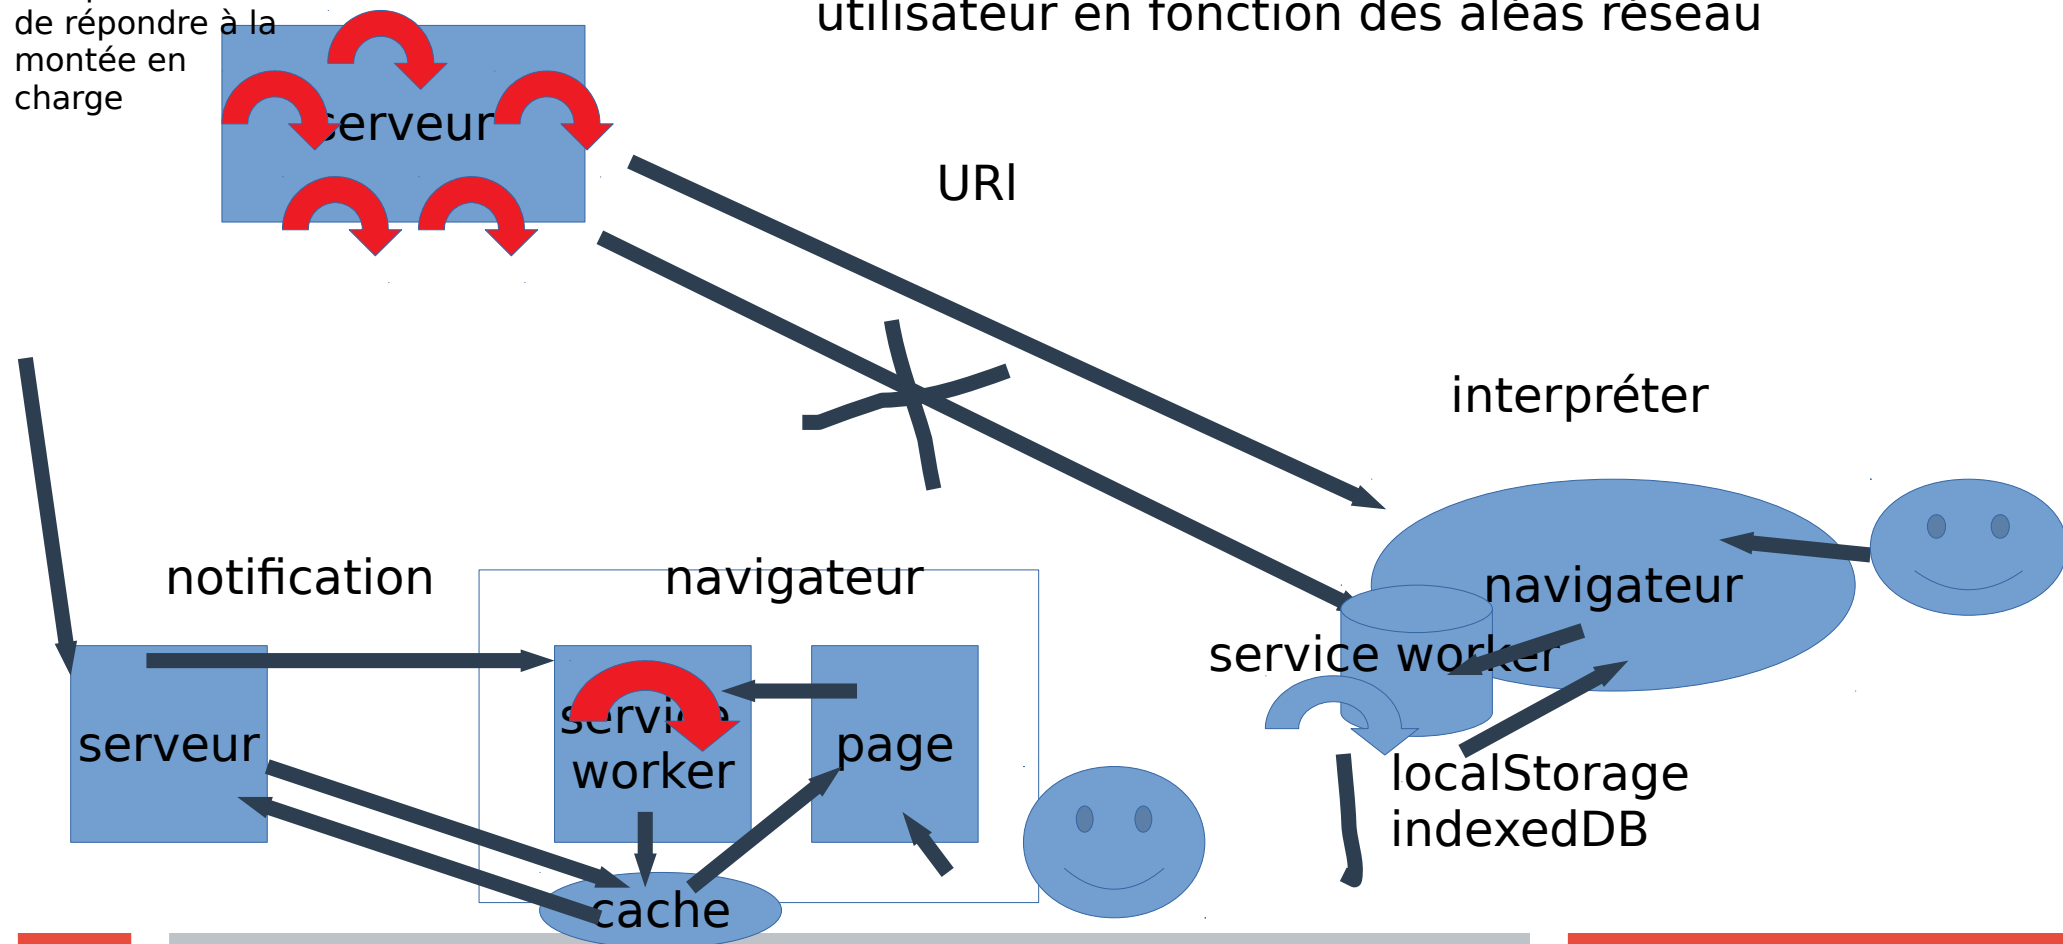 de répondre à la
montée en
charge
utilisateur en fonction des aléas réseau
serveur
URl
interpréter
navigateur
service worker
localStorage
indexedDB
notification
navigateur
serveur
service
worker
page
cache